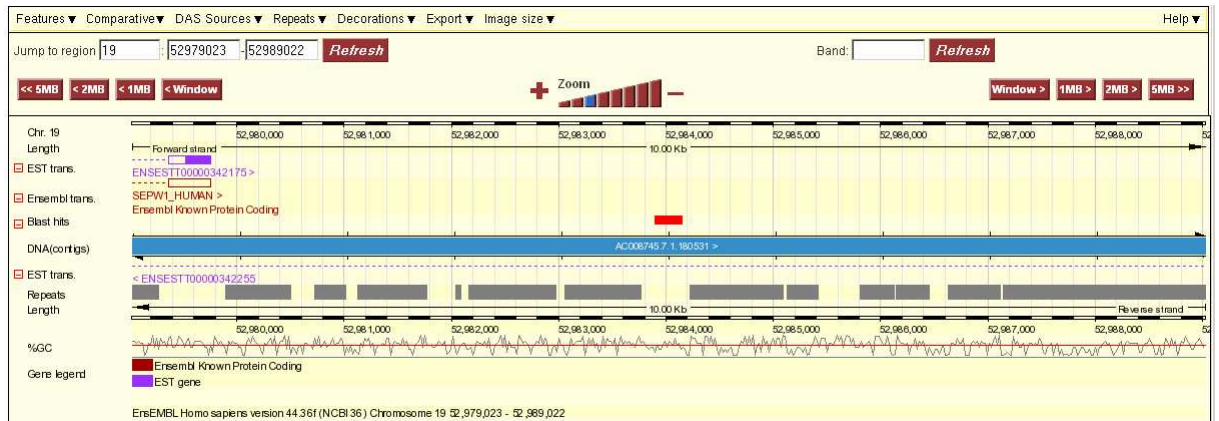 Features ▼ Comparative▼ DAS Sources ▼ Repeats ▼ Decorations ▼ Export ▼ Image size ▼ Help ▼
Jump to region 19 : 52979023 - 52989022 Refresh Band: Refresh
<< 5MB < 2MB < 1MB < Window + Zoom — Window > 1MB > 2MB > 5MB >>
Chr. 19 52,980,000 52,981,000 52,982,000 52,983,000 52,984,000 52,985,000 52,986,000 52,987,000 52,988,000
Length Forward strand 10.00 Kb
EST trans.
ENSESTT00000342175 >
Ensembl trans. SEPW1_HUMAN >
Ensembl Known Protein Coding
Blast hits
DNA(contigs) AC008745.7.1.180531 >
EST trans.
< ENSESTT00000342255
Repeats
Length 10.00 Kb Reverse strand
52,980,000 52,981,000 52,982,000 52,983,000 52,984,000 52,985,000 52,986,000 52,987,000 52,988,000
%GC
Gene legend Ensembl Known Protein Coding
EST gene
EnsEMBL Homo sapiens version 44.36f (NCBI 36) Chromosome 19 52,979,023 - 52,989,022